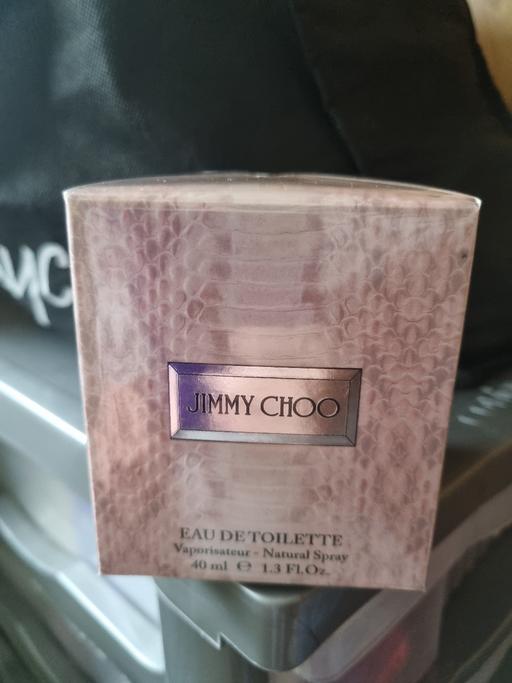 JIMMY CHOO
EAU DE TOILETTE
Vaporisateur - Natural Spray
40 ml ℮ 1.3 Fl.Oz.